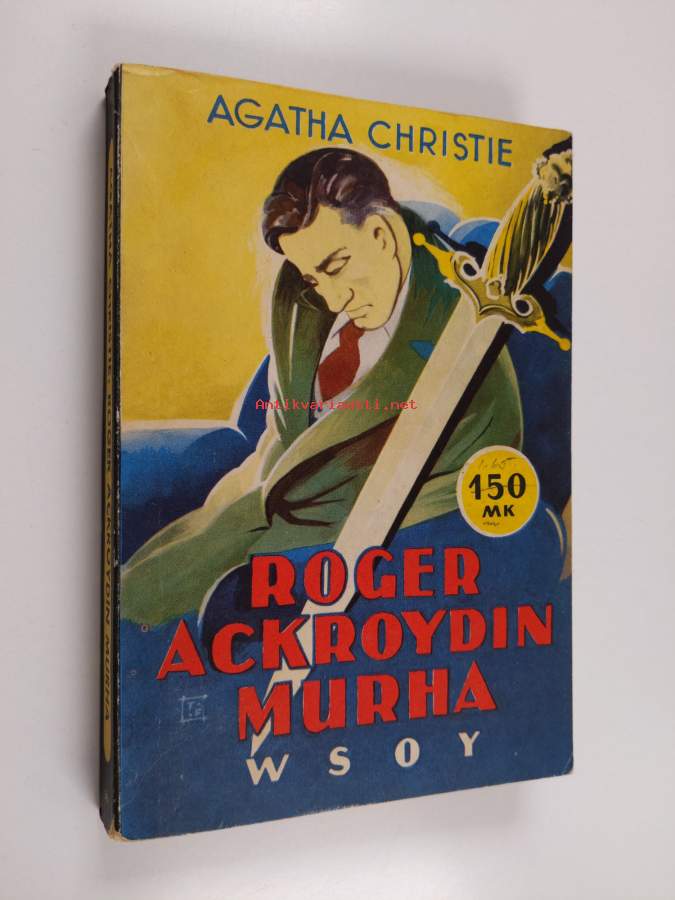 AGATHA CHRISTIE
Antikvariaatti.net
1.65
150
MK
ROGER
ACKROYDIN
MURHA
WSOY
AGATHA CHRISTIE: ROGER ACKROYDIN MURHA